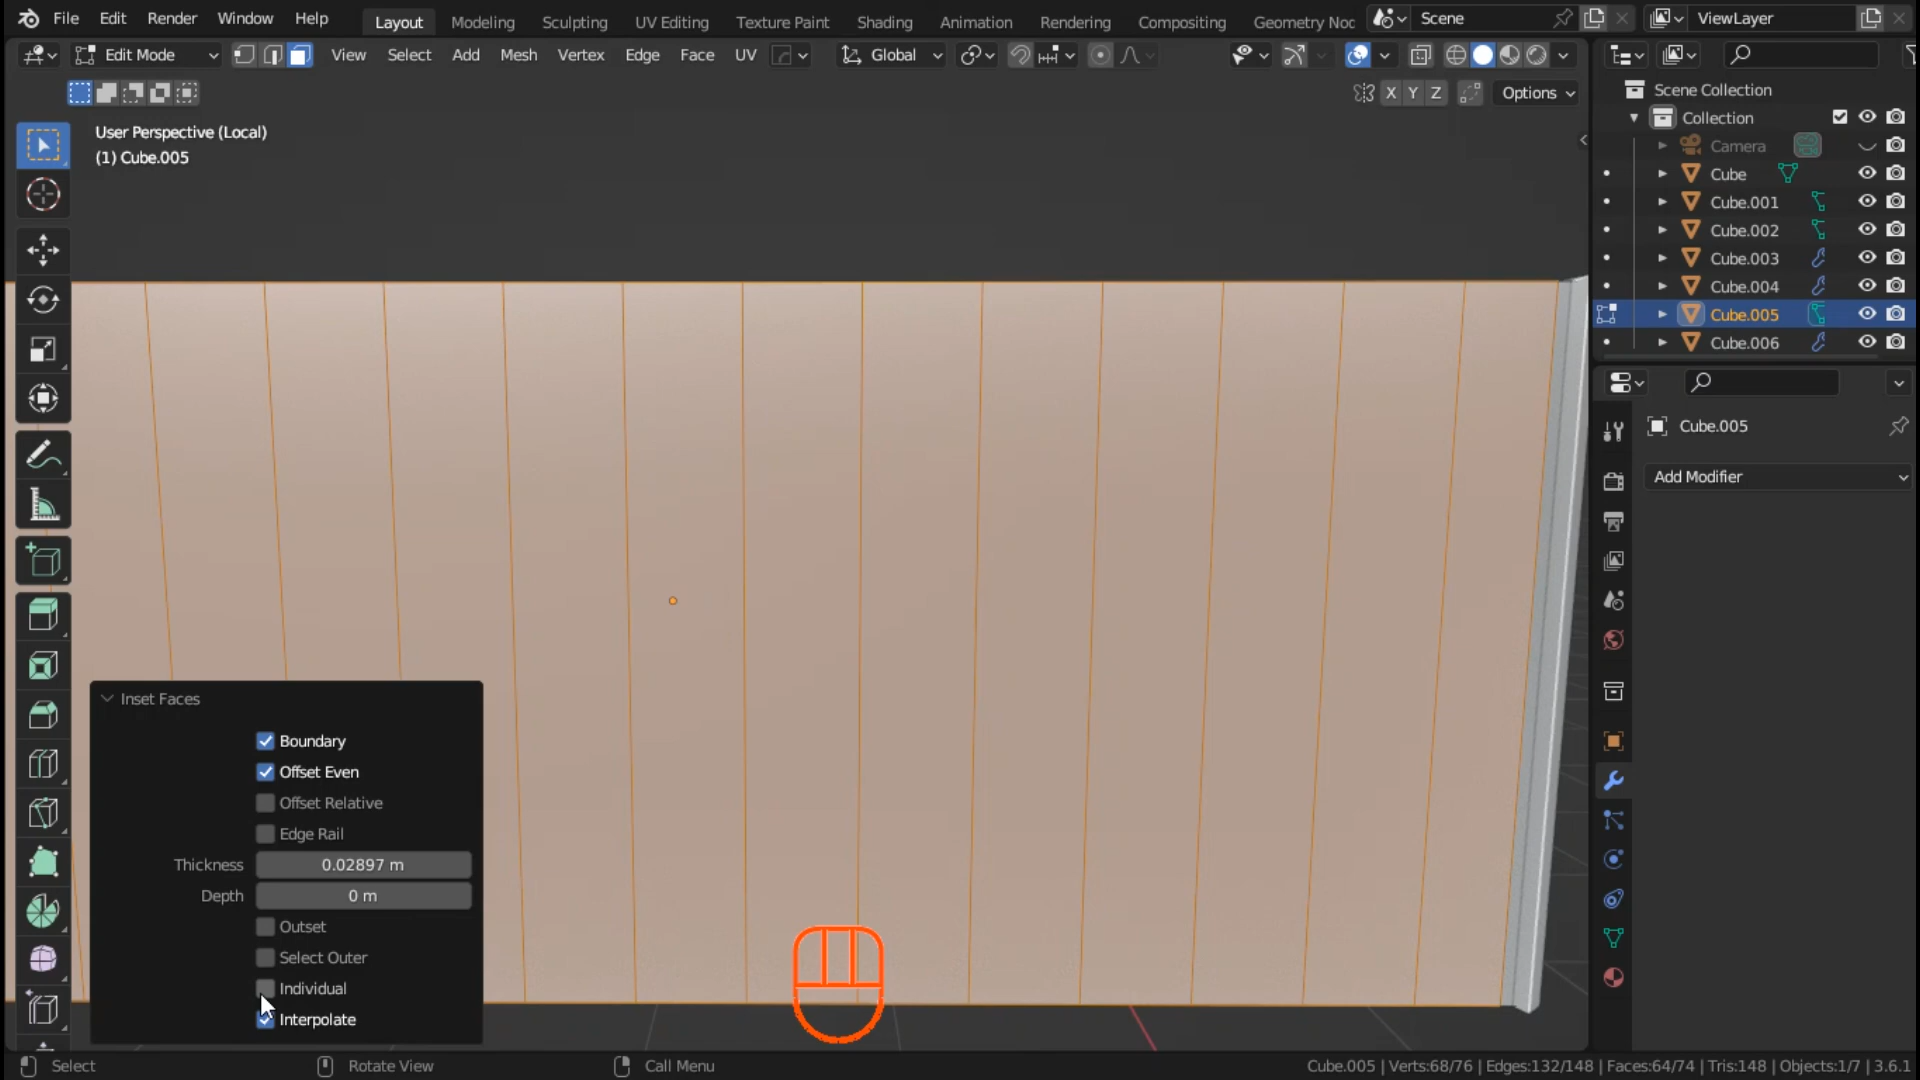 File Edit Render Window Help Layout Modeling Sculpting UV Editing Texture Paint Shading Animation Rendering Compositing Geometry Noc Scene ViewLayer
Edit Mode View Select Add Mesh Vertex Edge Face UV Global
X Y Z Options
User Perspective (Local)
(1) Cube.005
Scene Collection
Collection
Camera
Cube
Cube.001
Cube.002
Cube.003
Cube.004
Cube.005
Cube.006
Cube.005
Add Modifier
Inset Faces
Boundary
Offset Even
Offset Relative
Edge Rail
Thickness 0.02897 m
Depth 0 m
Outset
Select Outer
Individual
Interpolate
Select Rotate View Call Menu Cube.005 | Verts:68/76 | Edges:132/148 | Faces:64/74 | Tris:148 | Objects:1/7 | 3.6.1